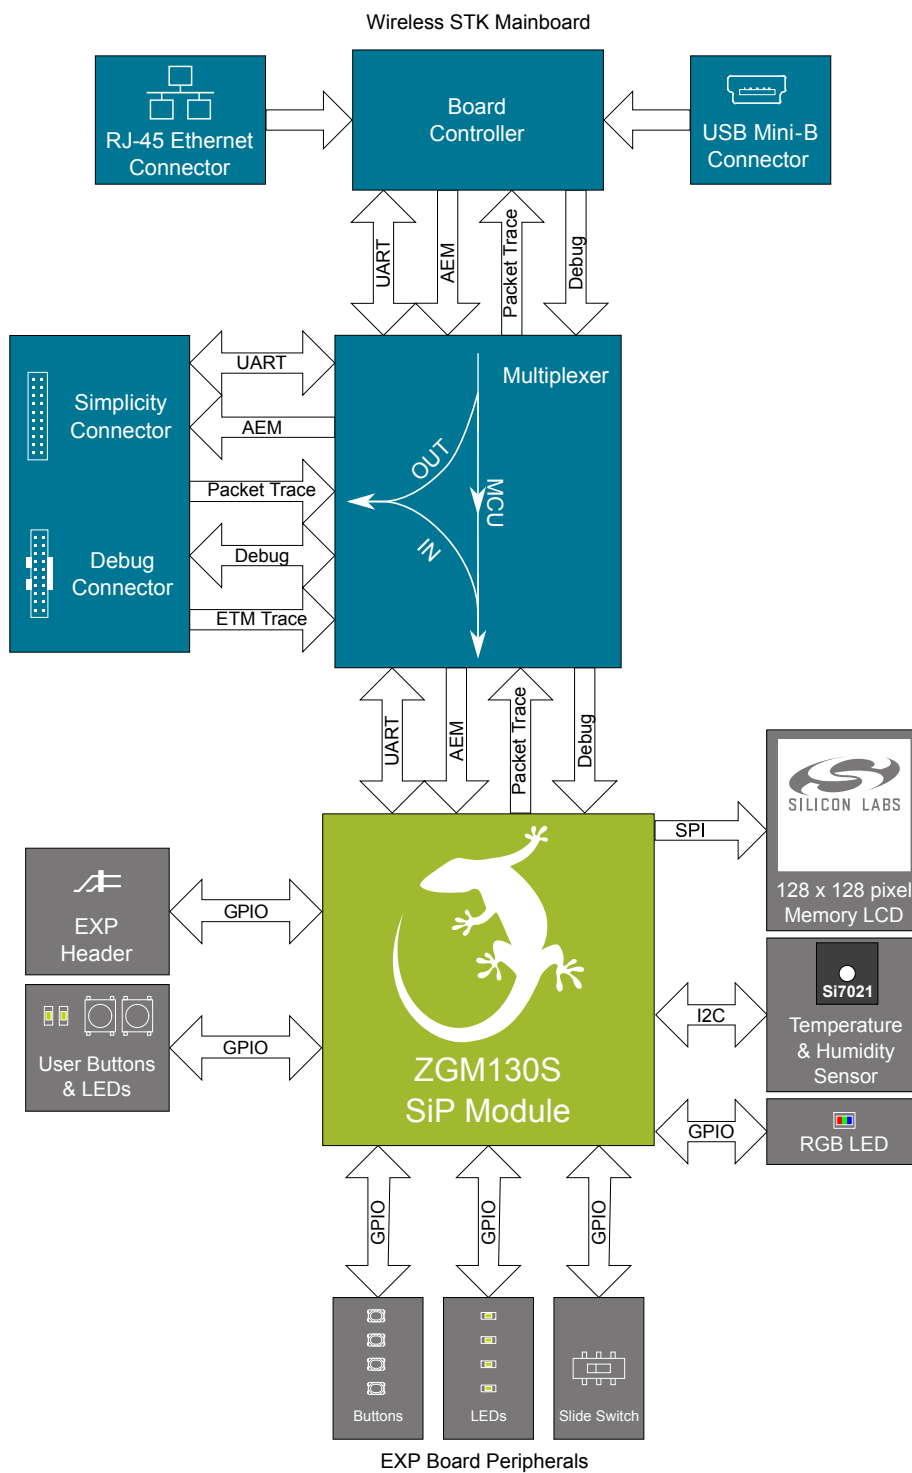 Wireless STK Mainboard
RJ-45 Ethernet
Connector
Board
Controller
USB Mini-B
Connector
UART
AEM
Packet Trace
Debug
Simplicity
Connector
Debug
Connector
UART
AEM
Packet Trace
Debug
ETM Trace
Multiplexer
OUT
MCU
IN
UART
AEM
Packet Trace
Debug
SPI
SILICON LABS
128 x 128 pixel
Memory LCD
EXP
Header
GPIO
User Buttons
& LEDs
GPIO
ZGM130S
SiP Module
I2C
Si7021
Temperature
& Humidity
Sensor
GPIO
RGB LED
GPIO
GPIO
GPIO
Buttons
LEDs
Slide Switch
EXP Board Peripherals